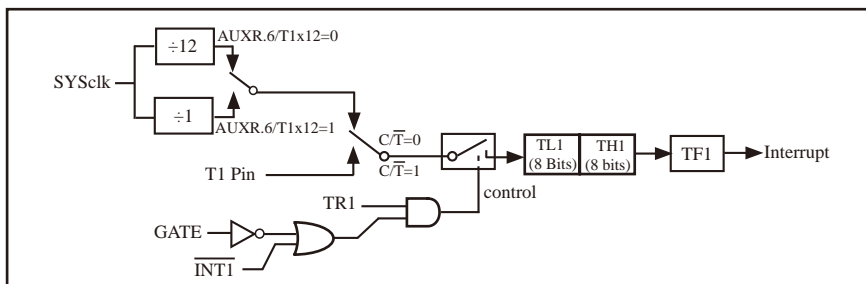 ÷12
AUXR.6/T1x12=0
SYSclk
÷1
AUXR.6/T1x12=1
C/T̅=0
C/T̅=1
T1 Pin
TL1
(8 Bits)
TH1
(8 bits)
TF1
Interrupt
control
TR1
GATE
I̅N̅T̅1̅